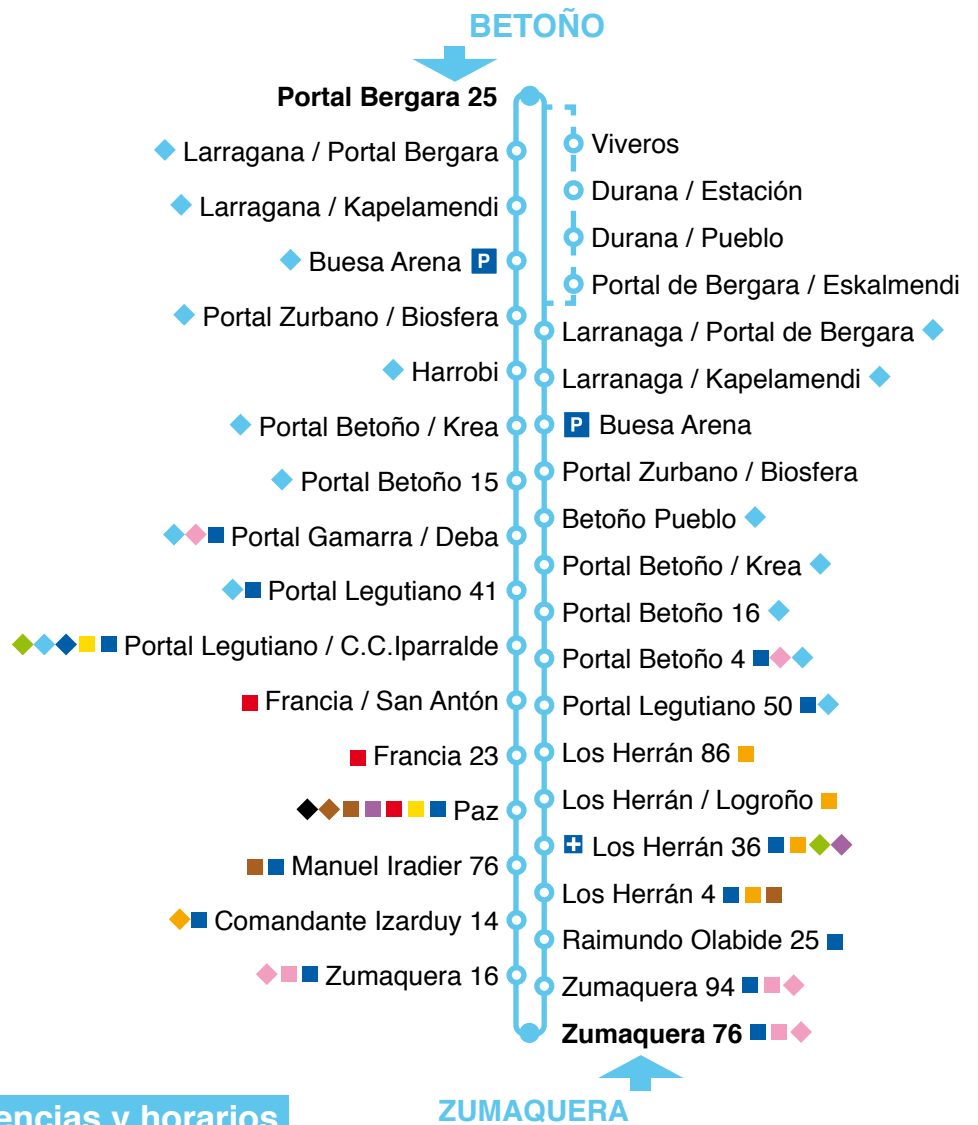 BETOÑO
Portal Bergara 25
Larragana / Portal Bergara
Larragana / Kapelamendi
Buesa Arena P
Portal Zurbano / Biosfera
Harrobi
Portal Betoño / Krea
Portal Betoño 15
Portal Gamarra / Deba
Portal Legutiano 41
Portal Legutiano / C.C.Iparralde
Francia / San Antón
Francia 23
Paz
Manuel Iradier 76
Comandante Izarduy 14
Zumaquera 16
Viveros
Durana / Estación
Durana / Pueblo
Portal de Bergara / Eskalmendi
Larranaga / Portal de Bergara
Larranaga / Kapelamendi
P Buesa Arena
Portal Zurbano / Biosfera
Betoño Pueblo
Portal Betoño / Krea
Portal Betoño 16
Portal Betoño 4
Portal Legutiano 50
Los Herrán 86
Los Herrán / Logroño
Los Herrán 36
Los Herrán 4
Raimundo Olabide 25
Zumaquera 94
Zumaquera 76
ZUMAQUERA
encias y horarios